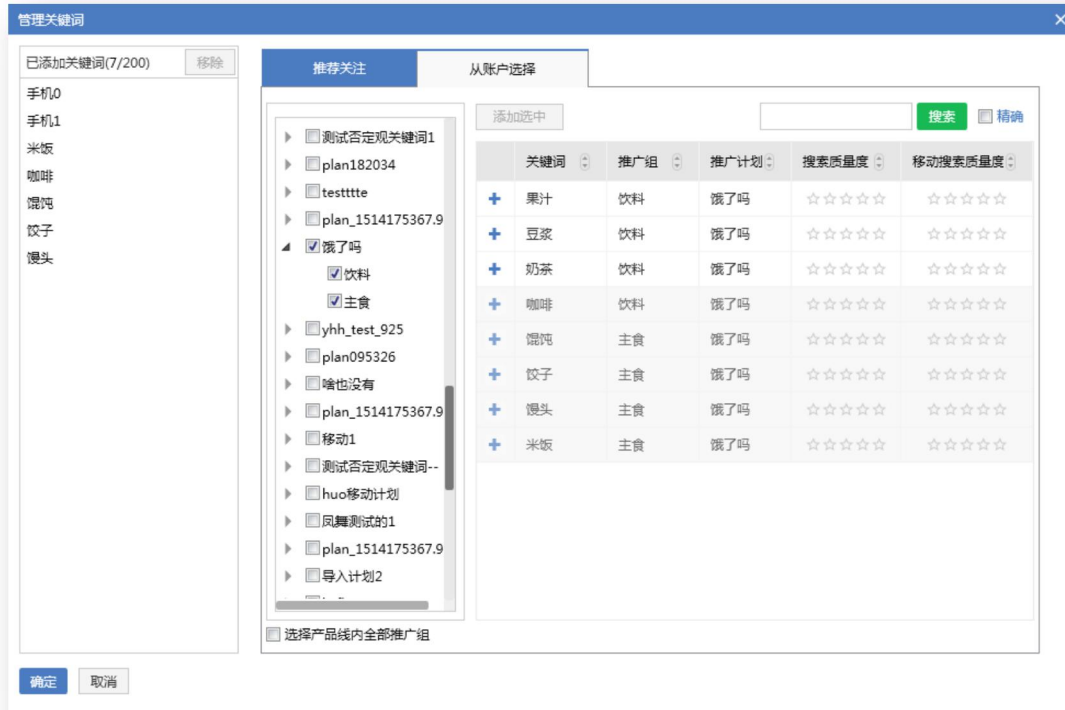 管理关键词
已添加关键词(7/200) 移除
手机0
手机1
米饭
咖啡
馄饨
饺子
馒头
推荐关注 从账户选择
测试否定观关键词1
plan182034
testttte
plan_1514175367.9
饿了吗
饮料
主食
yhh_test_925
plan095326
啥也没有
plan_1514175367.9
移动1
测试否定观关键词--
huo移动计划
凤舞测试的1
plan_1514175367.9
导入计划2
选择产品线内全部推广组
添加选中 搜索 精确
关键词 推广组 推广计划 搜索质量度 移动搜索质量度
果汁 饮料 饿了吗
豆浆 饮料 饿了吗
奶茶 饮料 饿了吗
咖啡 饮料 饿了吗
馄饨 主食 饿了吗
饺子 主食 饿了吗
馒头 主食 饿了吗
米饭 主食 饿了吗
确定 取消